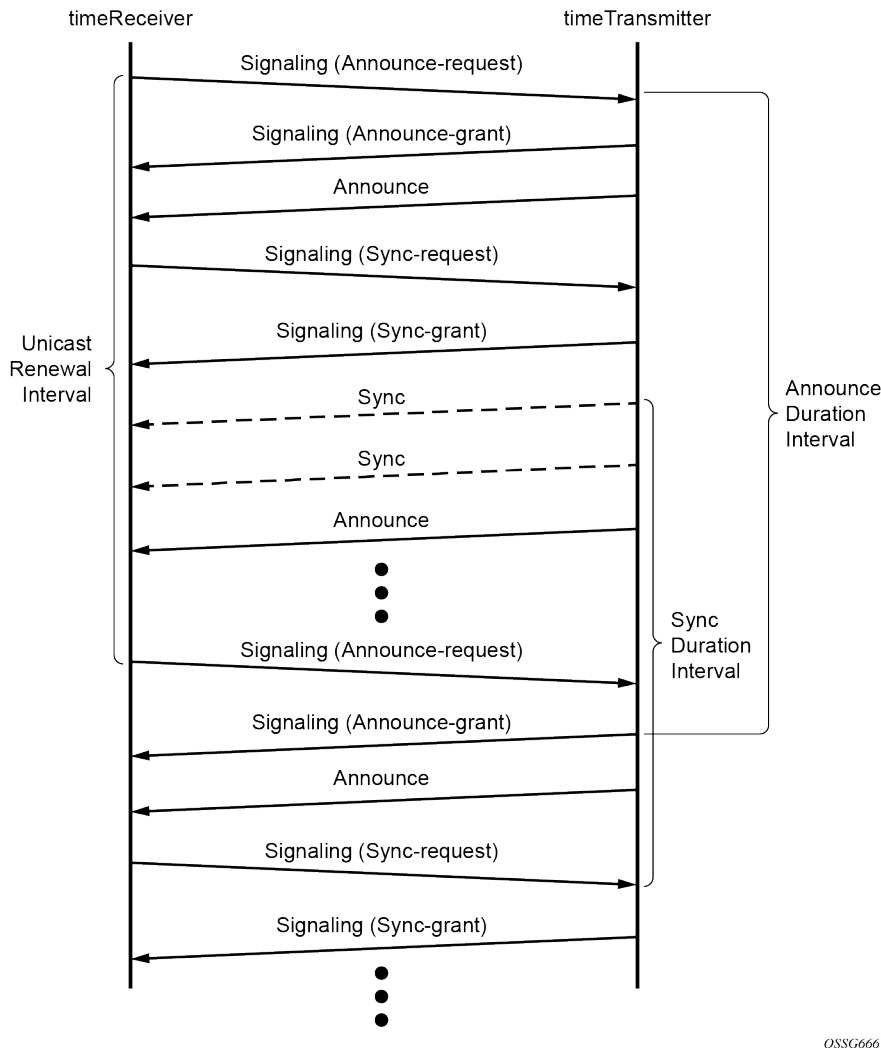 timeReceiver
timeTransmitter
Signaling (Announce-request)
Signaling (Announce-grant)
Announce
Signaling (Sync-request)
Signaling (Sync-grant)
Unicast
Renewal
Interval
Sync
Announce
Duration
Interval
Sync
Announce
Sync
Duration
Interval
Signaling (Announce-request)
Signaling (Announce-grant)
Announce
Signaling (Sync-request)
Signaling (Sync-grant)
OSSG666